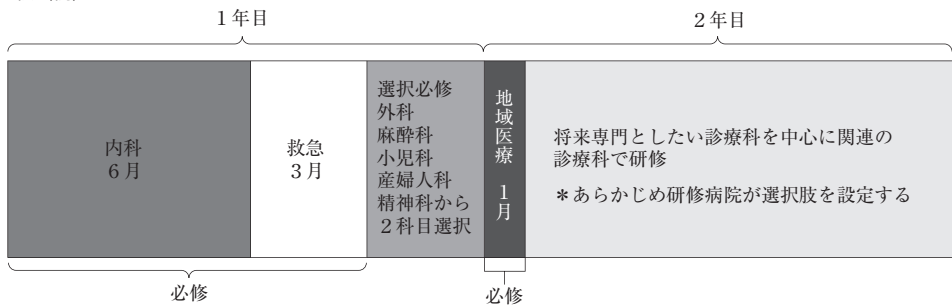 1年目
2年目
内科
6月
救急
3月
選択必修
外科
麻酔科
小児科
産婦人科
精神科から
2科目選択
地域医療 1月
将来専門としたい診療科を中心に関連の
診療科で研修
＊あらかじめ研修病院が選択肢を設定する
必修
必修